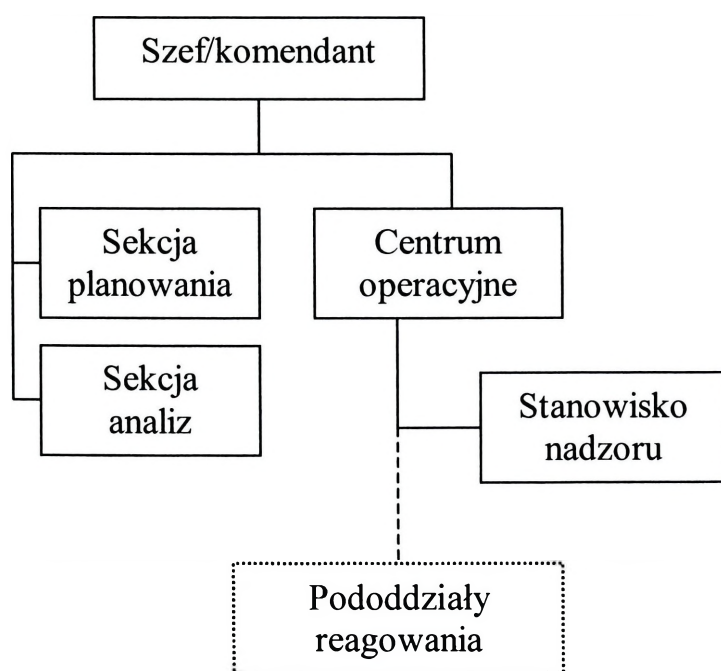 Szef/komendant
Sekcja
planowania
Centrum
operacyjne
Sekcja
analiz
Stanowisko
nadzoru
Pododdziały
reagowania